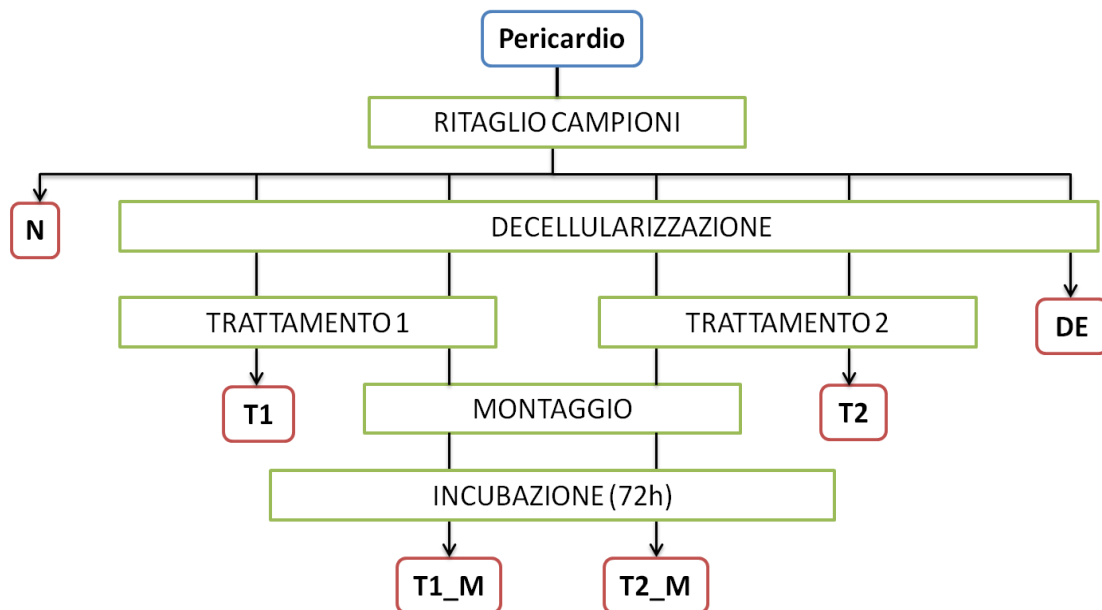 Pericardio
RITAGLIO CAMPIONI
N
DECELLULARIZZAZIONE
TRATTAMENTO 1
TRATTAMENTO 2
DE
T1
MONTAGGIO
T2
INCUBAZIONE (72h)
T1_M
T2_M